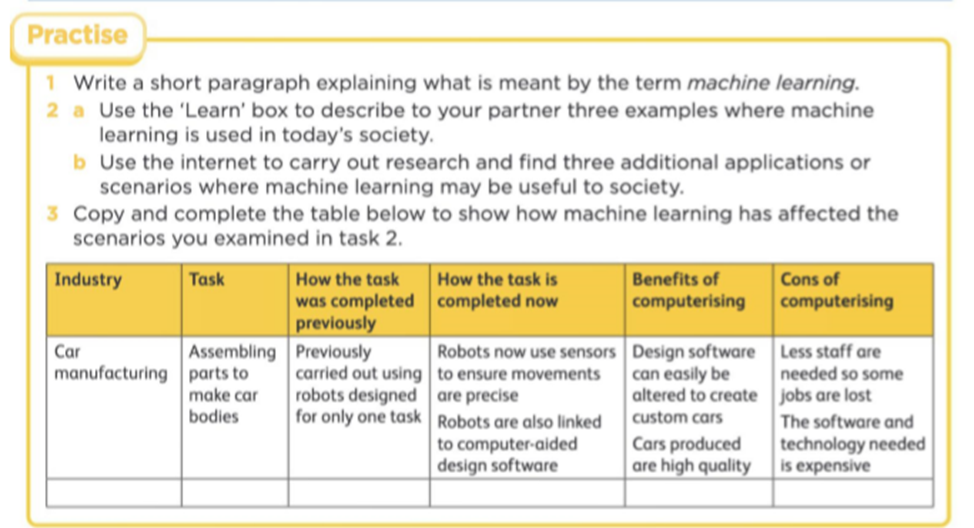 Practise
1 Write a short paragraph explaining what is meant by the term machine learning.
2 a Use the 'Learn' box to describe to your partner three examples where machine
learning is used in today's society.
b Use the internet to carry out research and find three additional applications or
scenarios where machine learning may be useful to society.
3 Copy and complete the table below to show how machine learning has affected the
scenarios you examined in task 2.
Industry
Task
How the task
was completed
previously
How the task is
completed now
Benefits of
computerising
Cons of
computerising
Car
manufacturing
Assembling
parts to
make car
bodies
Previously
carried out using
robots designed
for only one task
Robots now use sensors
to ensure movements
are precise
Robots are also linked
to computer-aided
design software
Design software
can easily be
altered to create
custom cars
Cars produced
are high quality
Less staff are
needed so some
jobs are lost
The software and
technology needed
is expensive